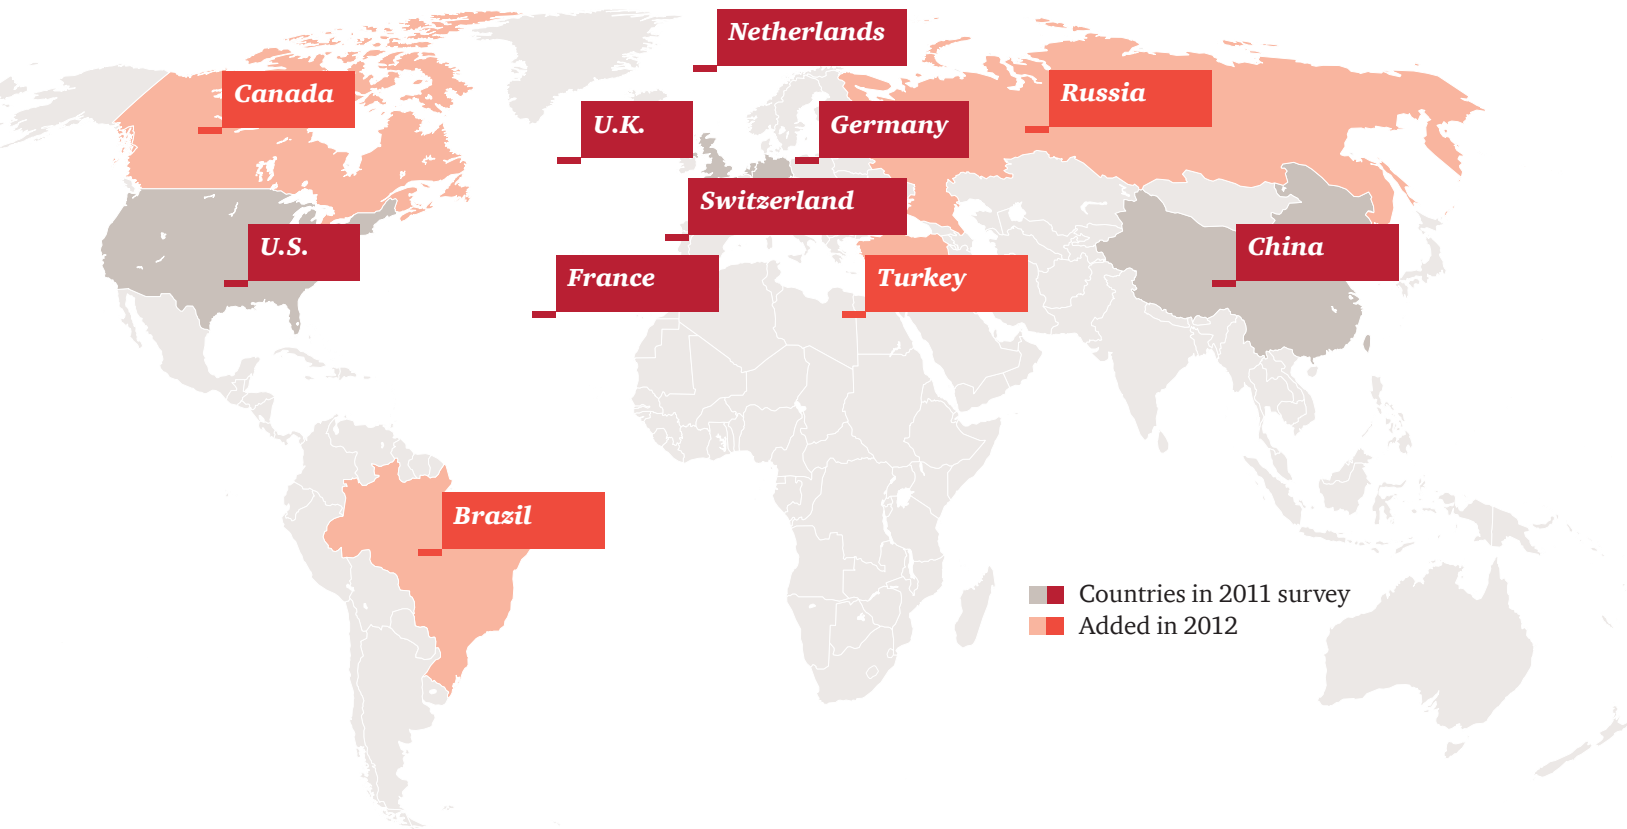 Netherlands
Canada
Russia
U.K.
Germany
Switzerland
U.S.
China
France
Turkey
Brazil
Countries in 2011 survey
Added in 2012